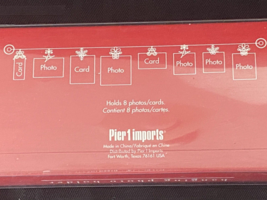 Card
Photo
Card
Photo
Card
Photo
Photo
Photo
Holds 8 photos/cards
Contient 8 photos/cartes
Pier 1 imports®
Made in China/Fabriqué en Chine
Distributed by Pier 1 Imports
Fort Worth, Texas 76161 USA